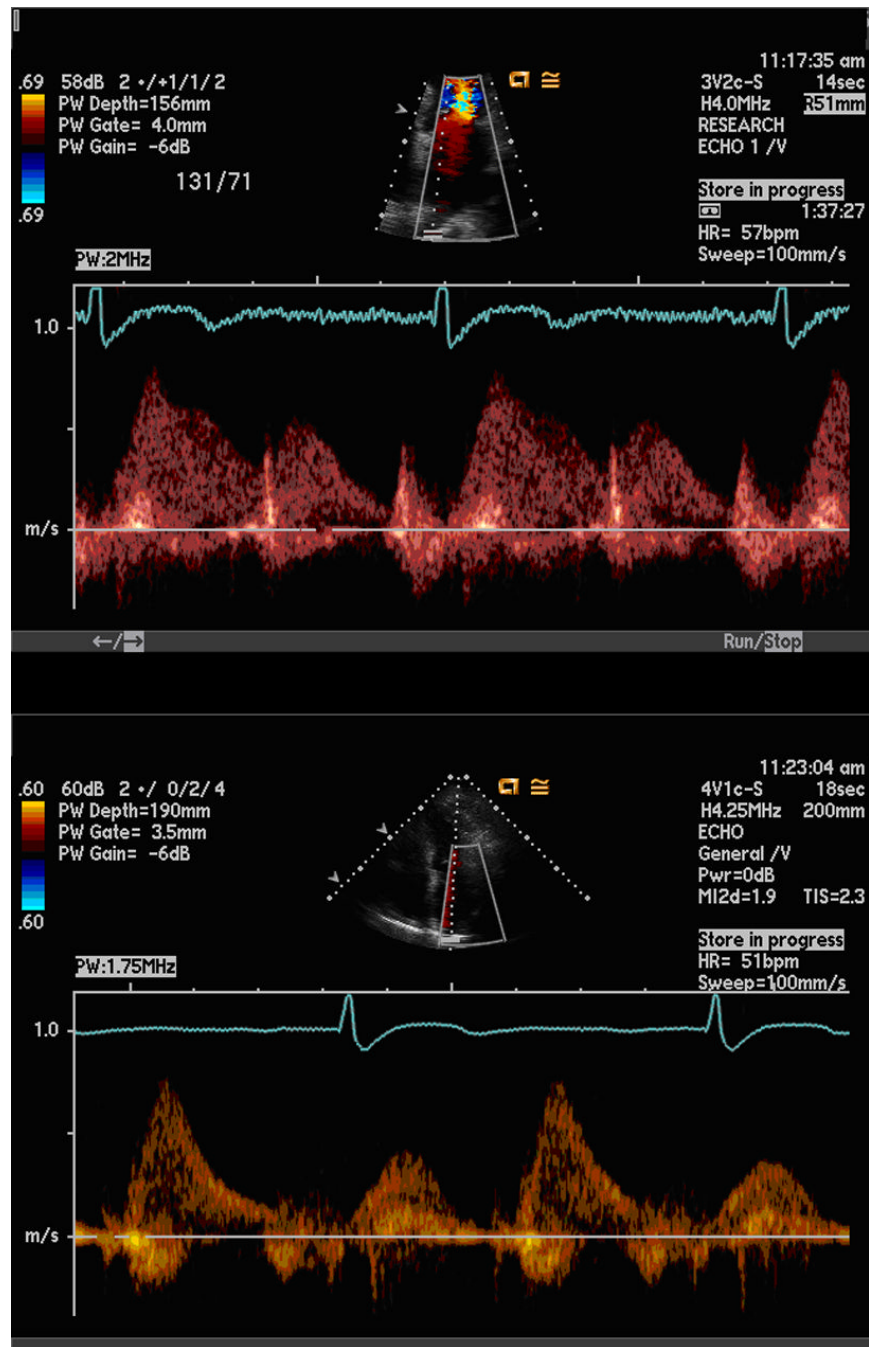 11:17:35 am
.69 58dB 2 •/+1/1/2 3V2c-S 14sec
PW Depth=156mm H4.0MHz R51mm
PW Gate= 4.0mm RESEARCH
PW Gain= -6dB ECHO 1 /V
131/71
Store in progress
.69 1:37:27
HR= 57bpm
PW:2MHz Sweep=100mm/s
1.0
m/s
←/→ Run/Stop
11:23:04 am
.60 60dB 2 •/ 0/2/4 4V1c-S 18sec
PW Depth=190mm H4.25MHz 200mm
PW Gate= 3.5mm ECHO
PW Gain= -6dB General /V
Pwr=0dB
MI2d=1.9 TIS=2.3
.60
Store in progress
PW:1.75MHz HR= 51bpm
Sweep=100mm/s
1.0
m/s